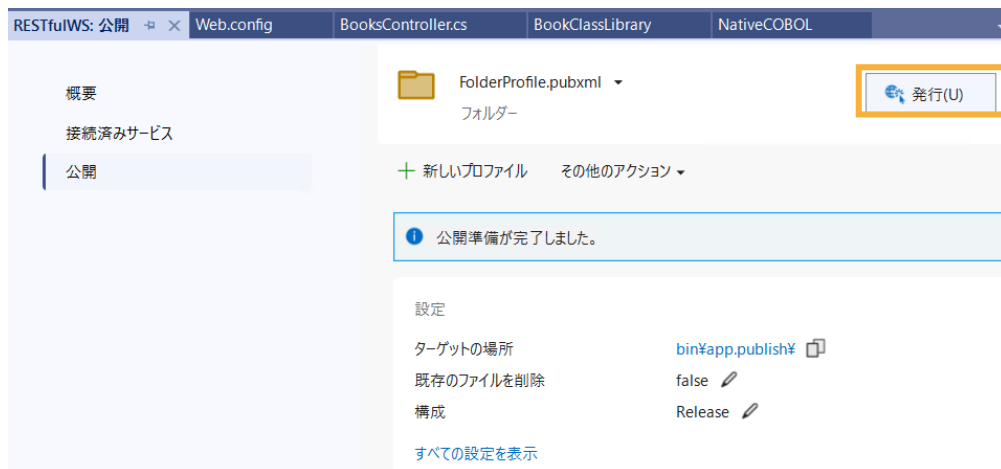 RESTfulWS: 公開 Web.config BooksController.cs BookClassLibrary NativeCOBOL
概要
接続済みサービス
公開
FolderProfile.pubxml
フォルダー
発行(U)
新しいプロファイル その他のアクション
公開準備が完了しました。
設定
ターゲットの場所 bin¥app.publish¥
既存のファイルを削除 false
構成 Release
すべての設定を表示